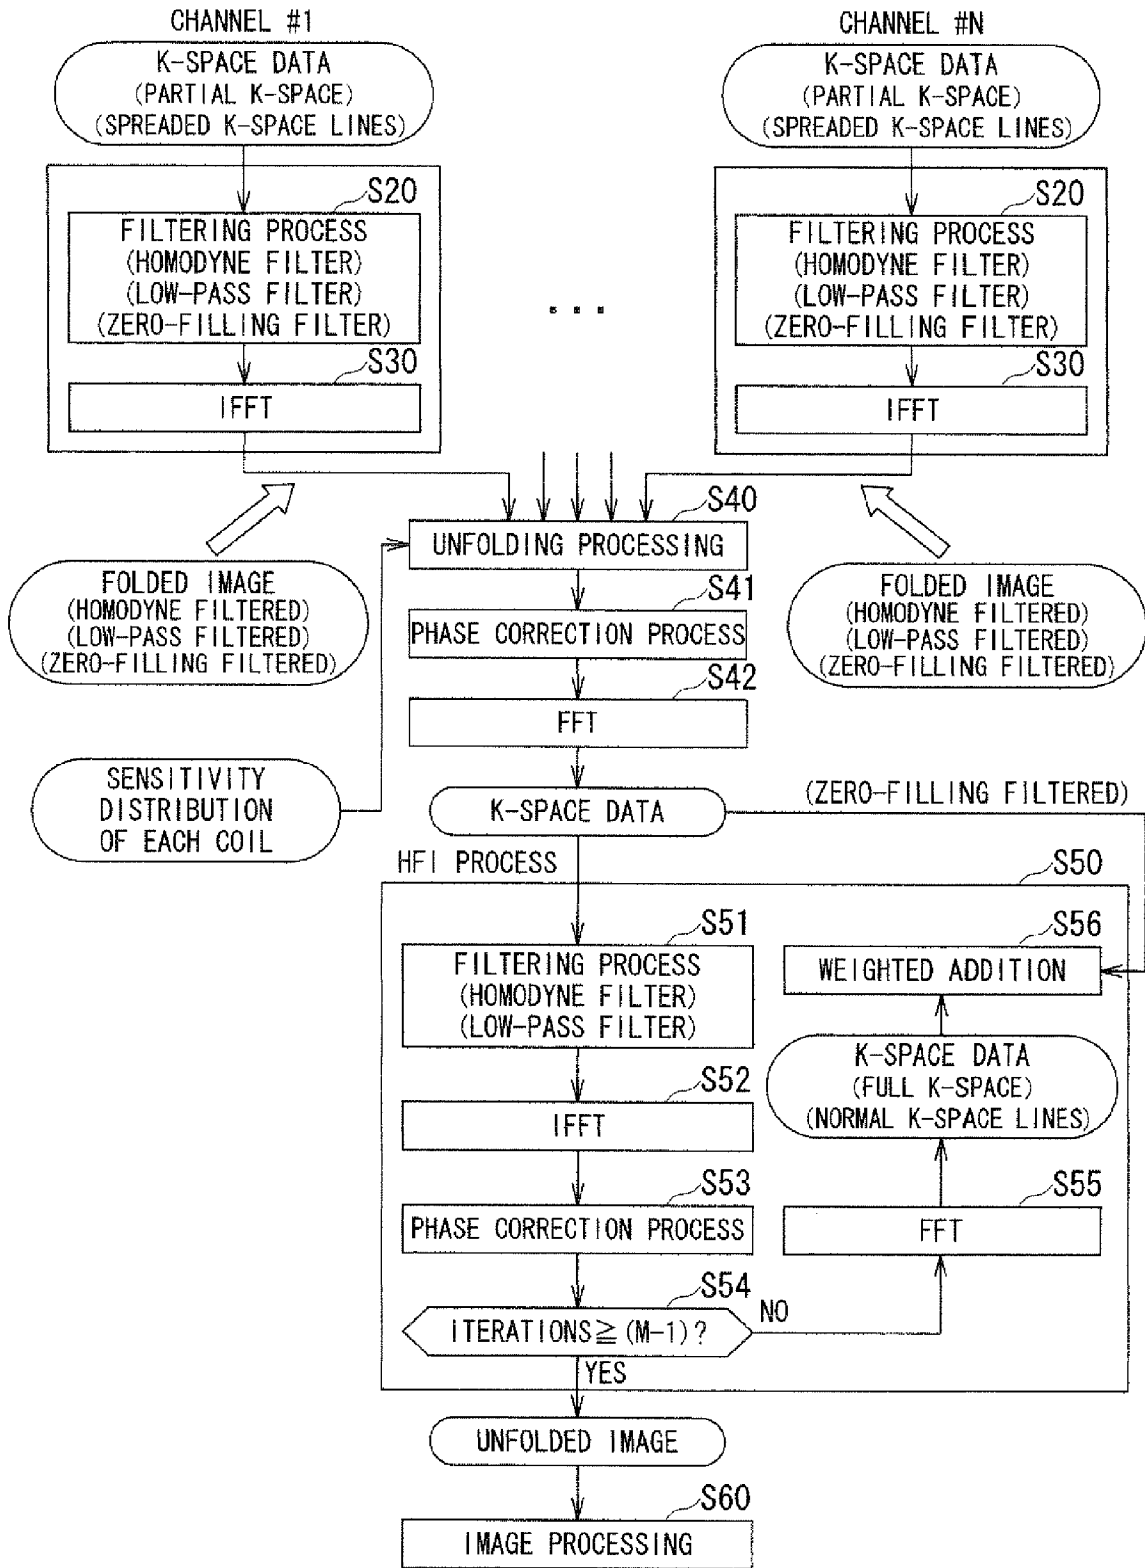 CHANNEL #1
K-SPACE DATA
(PARTIAL K-SPACE)
(SPREADED K-SPACE LINES)
S20
FILTERING PROCESS
(HOMODYNE FILTER)
(LOW-PASS FILTER)
(ZERO-FILLING FILTER)
S30
IFFT
CHANNEL #N
K-SPACE DATA
(PARTIAL K-SPACE)
(SPREADED K-SPACE LINES)
S20
FILTERING PROCESS
(HOMODYNE FILTER)
(LOW-PASS FILTER)
(ZERO-FILLING FILTER)
S30
IFFT
...
FOLDED IMAGE
(HOMODYNE FILTERED)
(LOW-PASS FILTERED)
(ZERO-FILLING FILTERED)
FOLDED IMAGE
(HOMODYNE FILTERED)
(LOW-PASS FILTERED)
(ZERO-FILLING FILTERED)
S40
UNFOLDING PROCESSING
S41
PHASE CORRECTION PROCESS
S42
FFT
SENSITIVITY
DISTRIBUTION
OF EACH COIL
K-SPACE DATA
(ZERO-FILLING FILTERED)
HFI PROCESS
S50
S51
FILTERING PROCESS
(HOMODYNE FILTER)
(LOW-PASS FILTER)
S52
IFFT
S53
PHASE CORRECTION PROCESS
S54
ITERATIONS≧(M-1)?
NO
YES
S56
WEIGHTED ADDITION
K-SPACE DATA
(FULL K-SPACE)
(NORMAL K-SPACE LINES)
S55
FFT
UNFOLDED IMAGE
S60
IMAGE PROCESSING